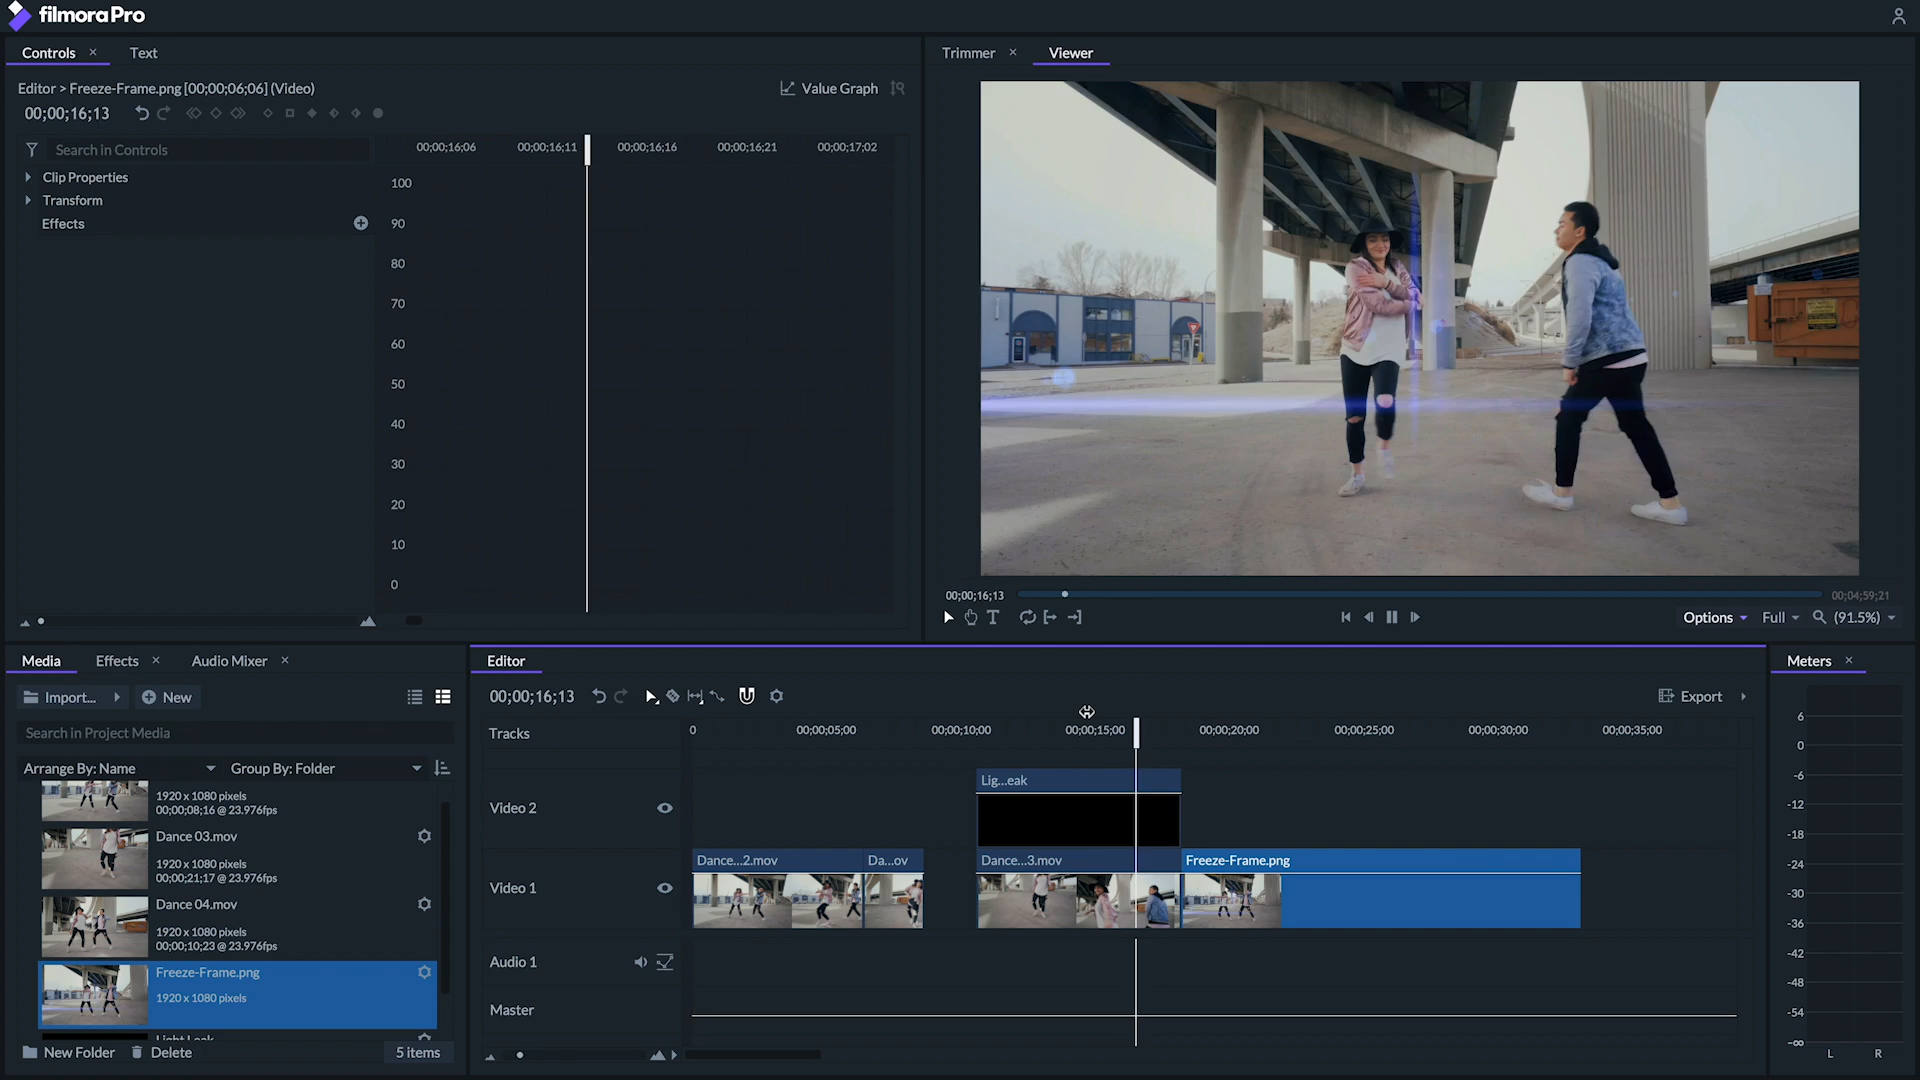 filmoraPro
Controls
Text
Editor > Freeze-Frame.png [00;00;06;06] (Video)
Value Graph
00;00;16;13
Search in Controls
00;00;16;06
00;00;16;11
00;00;16;16
00;00;16;21
00;00;17;02
Clip Properties
Transform
Effects
100
90
80
70
60
50
40
30
20
10
0
Trimmer
Viewer
00;00;16;13
00;04;59;21
Options
Full
(91.5%)
Media
Effects
Audio Mixer
Import...
New
Search in Project Media
Arrange By: Name
Group By: Folder
1920 x 1080 pixels
00;00;08;16 @ 23.976fps
Dance 03.mov
1920 x 1080 pixels
00;00;21;17 @ 23.976fps
Dance 04.mov
1920 x 1080 pixels
00;00;10;23 @ 23.976fps
Freeze-Frame.png
1920 x 1080 pixels
Light Leak
New Folder
Delete
5 items
Editor
00;00;16;13
Export
Tracks
0
00;00;05;00
00;00;10;00
00;00;15;00
00;00;20;00
00;00;25;00
00;00;30;00
00;00;35;00
Lig...eak
Video 2
Dance...2.mov
Da...ov
Dance...3.mov
Freeze-Frame.png
Video 1
Audio 1
Master
Meters
6
0
-6
-12
-18
-24
-30
-36
-42
-48
-54
-∞
L
R